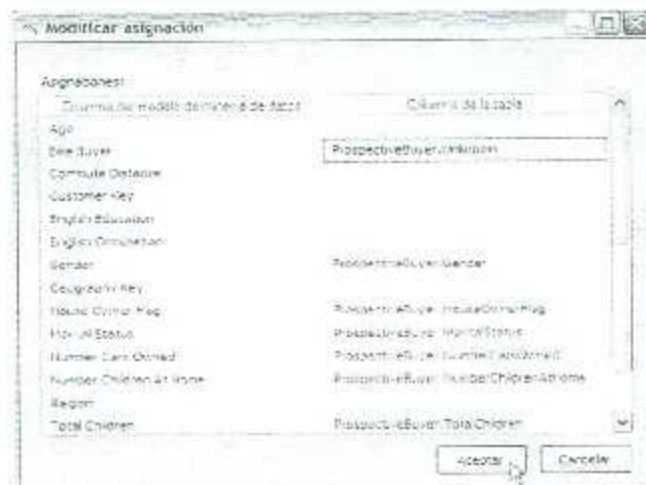 Modificar asignación
Asignaciones:
Columna del modelo de minería de datos Columna de la tabla
Age
Bike Buyer ProspectiveBuyer.Unknown
Commute Distance
Customer Key
English Education
English Occupation
Gender ProspectiveBuyer.Gender
Geography Key
House Owner Flag ProspectiveBuyer.HouseOwnerFlag
Marital Status ProspectiveBuyer.MaritalStatus
Number Cars Owned ProspectiveBuyer.NumberCarsOwned
Number Children At Home ProspectiveBuyer.NumberChildrenAtHome
Region
Total Children ProspectiveBuyer.TotalChildren
Aceptar Cancelar